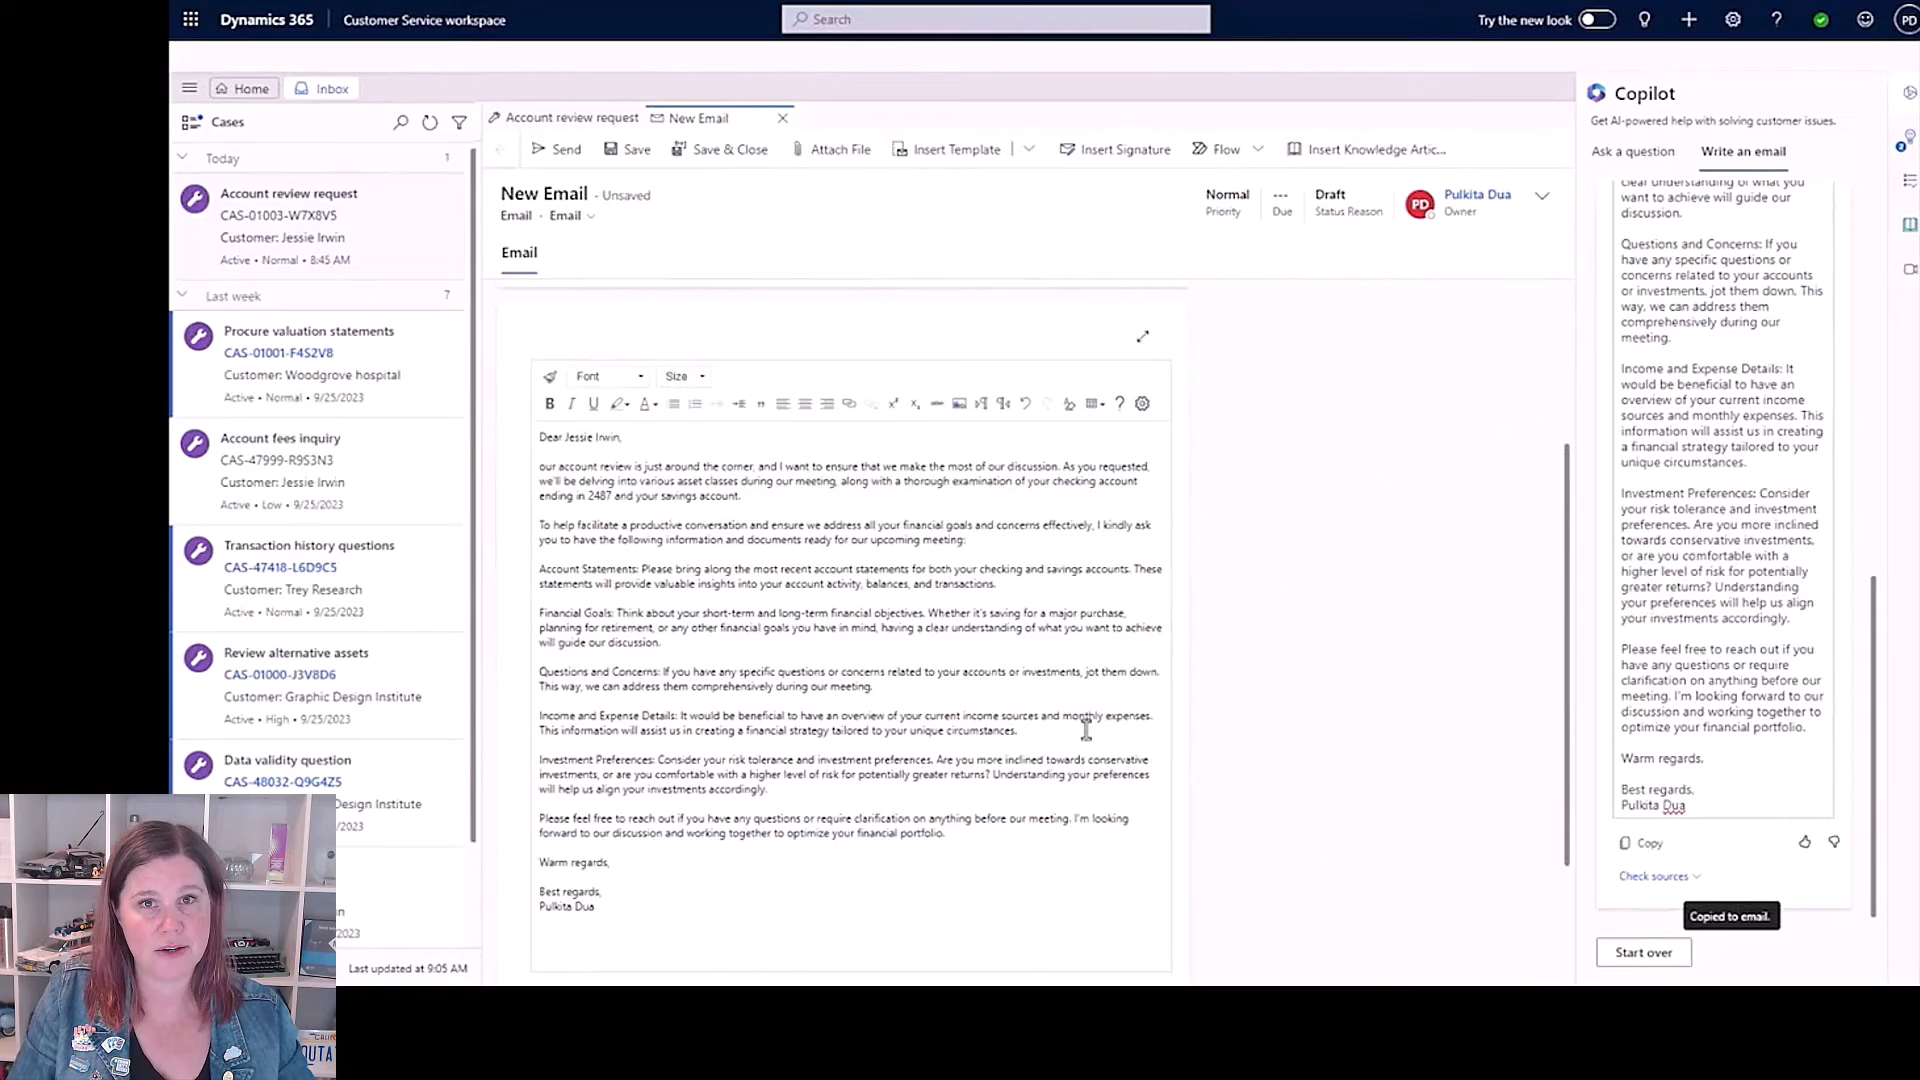 Dynamics 365
Customer Service workspace
Search
Try the new look
PD
Home
Inbox
Cases
Today
1
Account review request
CAS-01003-W7X8V5
Customer: Jessie Irwin
Active • Normal • 8:45 AM
Last week
7
Procure valuation statements
CAS-01001-F4S2V8
Customer: Woodgrove hospital
Active • Normal • 9/25/2023
Account fees inquiry
CAS-47999-R9S3N3
Customer: Jessie Irwin
Active • Low • 9/25/2023
Transaction history questions
CAS-47418-L6D9C5
Customer: Trey Research
Active • Normal • 9/25/2023
Review alternative assets
CAS-01000-J3V8D6
Customer: Graphic Design Institute
Active • High • 9/25/2023
Data validity question
CAS-48032-Q9G4Z5
Design Institute
/2023
in
/2023
Last updated at 9:05 AM
Account review request
New Email
Send
Save
Save & Close
Attach File
Insert Template
Insert Signature
Flow
Insert Knowledge Artic...
New Email - Unsaved
Email · Email
Normal
Priority
---
Due
Draft
Status Reason
PD
Pulkita Dua
Owner
Email
Font
Size
Dear Jessie Irwin,
our account review is just around the corner, and I want to ensure that we make the most of our discussion. As you requested,
we'll be delving into various asset classes during our meeting, along with a thorough examination of your checking account
ending in 2487 and your savings account.
To help facilitate a productive conversation and ensure we address all your financial goals and concerns effectively, I kindly ask
you to have the following information and documents ready for our upcoming meeting:
Account Statements: Please bring along the most recent account statements for both your checking and savings accounts. These
statements will provide valuable insights into your account activity, balances, and transactions.
Financial Goals: Think about your short-term and long-term financial objectives. Whether it's saving for a major purchase,
planning for retirement, or any other financial goals you have in mind, having a clear understanding of what you want to achieve
will guide our discussion.
Questions and Concerns: If you have any specific questions or concerns related to your accounts or investments, jot them down.
This way, we can address them comprehensively during our meeting.
Income and Expense Details: It would be beneficial to have an overview of your current income sources and monthly expenses.
This information will assist us in creating a financial strategy tailored to your unique circumstances.
Investment Preferences: Consider your risk tolerance and investment preferences. Are you more inclined towards conservative
investments, or are you comfortable with a higher level of risk for potentially greater returns? Understanding your preferences
will help us align your investments accordingly.
Please feel free to reach out if you have any questions or require clarification on anything before our meeting. I'm looking
forward to our discussion and working together to optimize your financial portfolio.
Warm regards,
Best regards,
Pulkita Dua
Copilot
Get AI-powered help with solving customer issues.
Ask a question
Write an email
2
clear understanding of what you
want to achieve will guide our
discussion.
Questions and Concerns: If you
have any specific questions or
concerns related to your accounts
or investments, jot them down. This
way, we can address them
comprehensively during our
meeting.
Income and Expense Details: It
would be beneficial to have an
overview of your current income
sources and monthly expenses. This
information will assist us in creating
a financial strategy tailored to your
unique circumstances.
Investment Preferences: Consider
your risk tolerance and investment
preferences. Are you more inclined
towards conservative investments,
or are you comfortable with a
higher level of risk for potentially
greater returns? Understanding
your preferences will help us align
your investments accordingly.
Please feel free to reach out if you
have any questions or require
clarification on anything before our
meeting. I'm looking forward to our
discussion and working together to
optimize your financial portfolio.
Warm regards,
Best regards,
Pulkita Dua
Copy
Check sources
Copied to email.
Start over